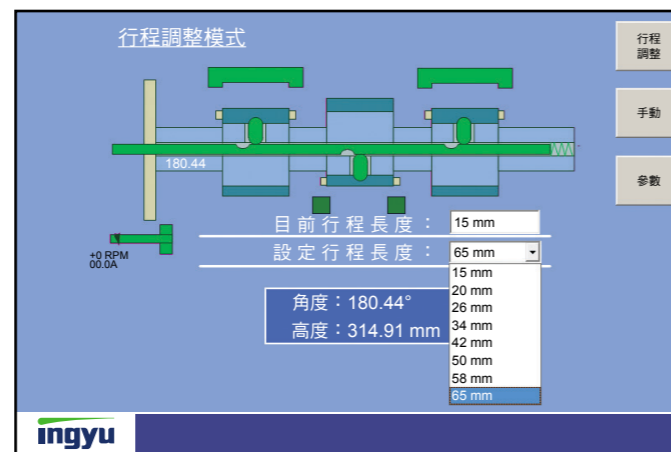 行程調整模式
行程
調整
手動
參數
180.44
+0 RPM
00.0A
目前行程長度： 15 mm
設定行程長度： 65 mm
15 mm
20 mm
26 mm
34 mm
42 mm
50 mm
58 mm
65 mm
角度：180.44°
高度：314.91 mm
ingyu